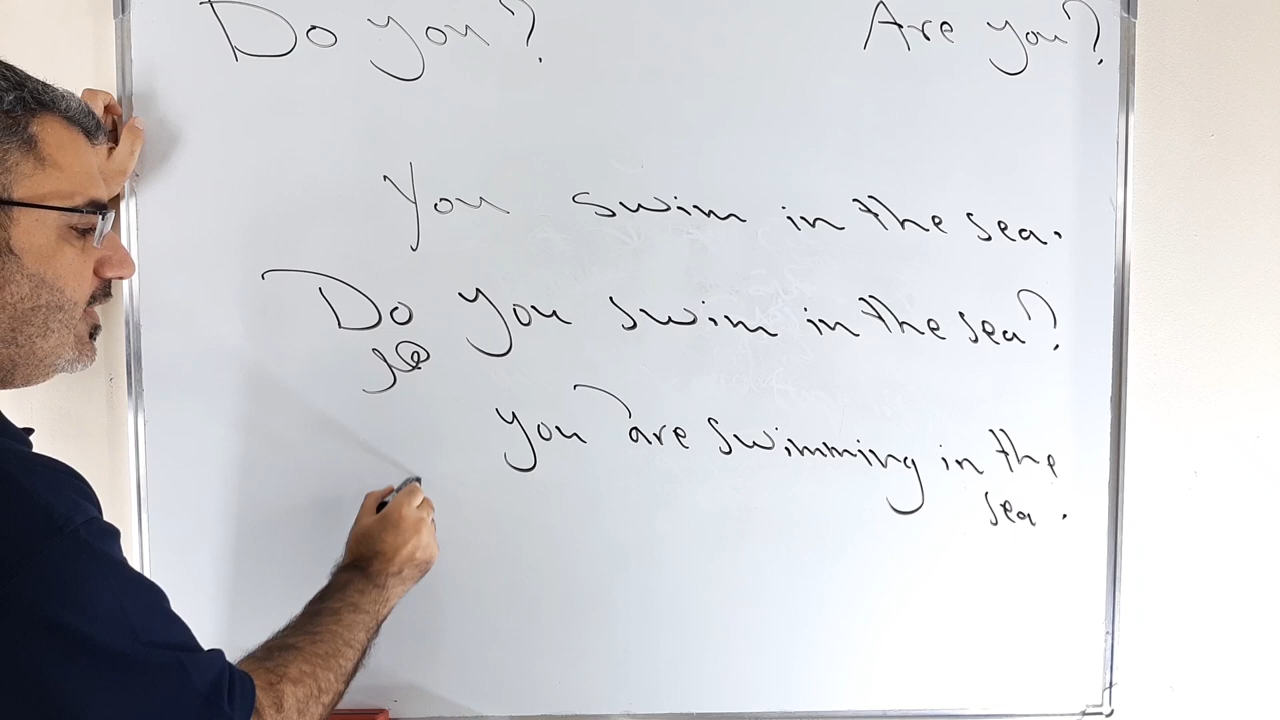 Do you? Are you?
You swim in the sea.
Do you swim in the sea?
هل
you are swimming in the
sea.